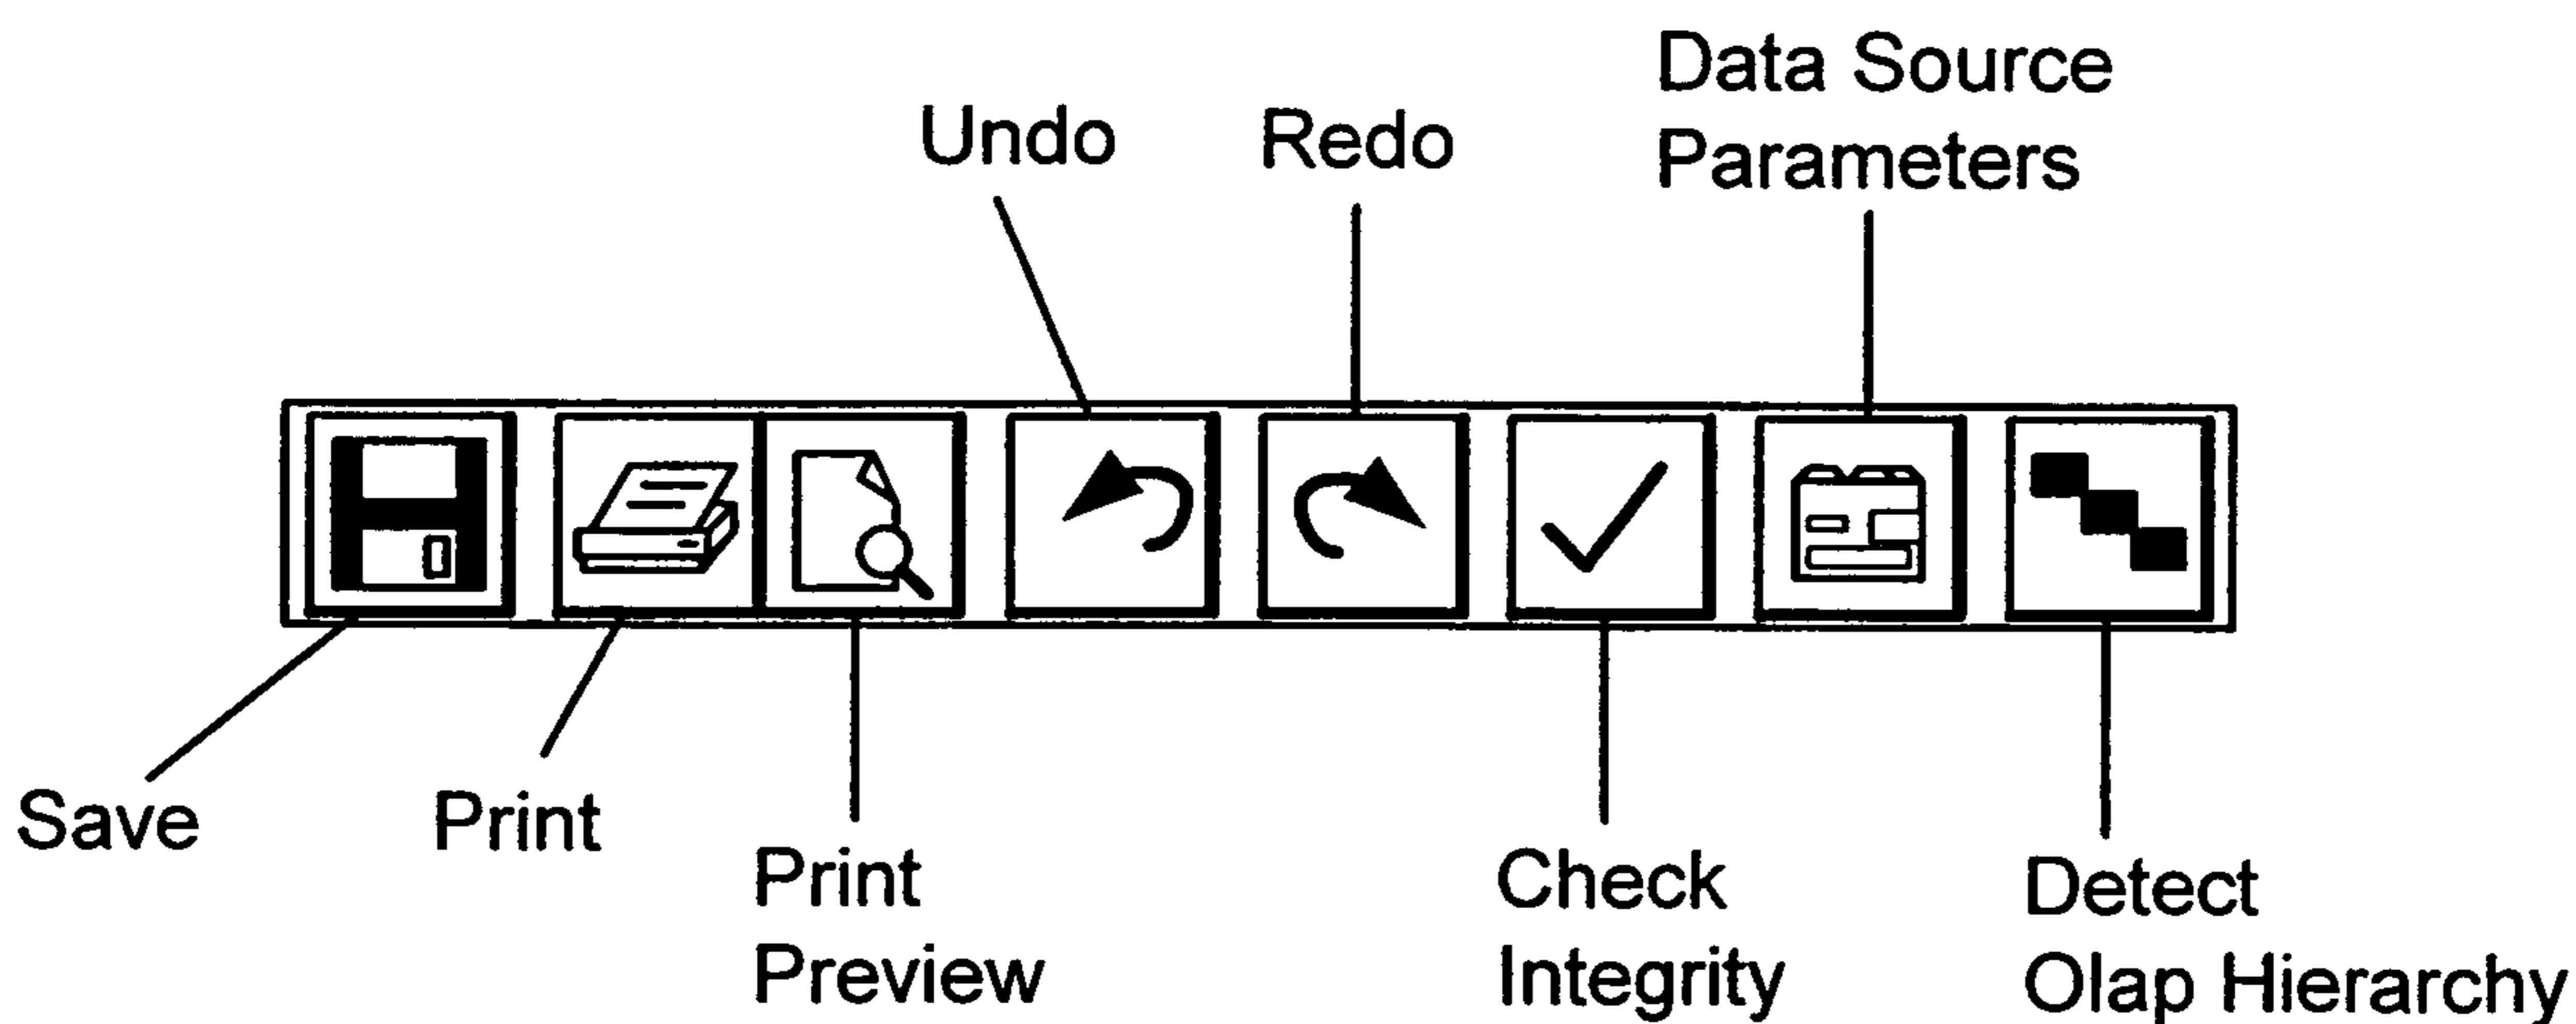 Data Source
Parameters
Undo
Redo
Save
Print
Print
Preview
Check
Integrity
Detect
Olap Hierarchy